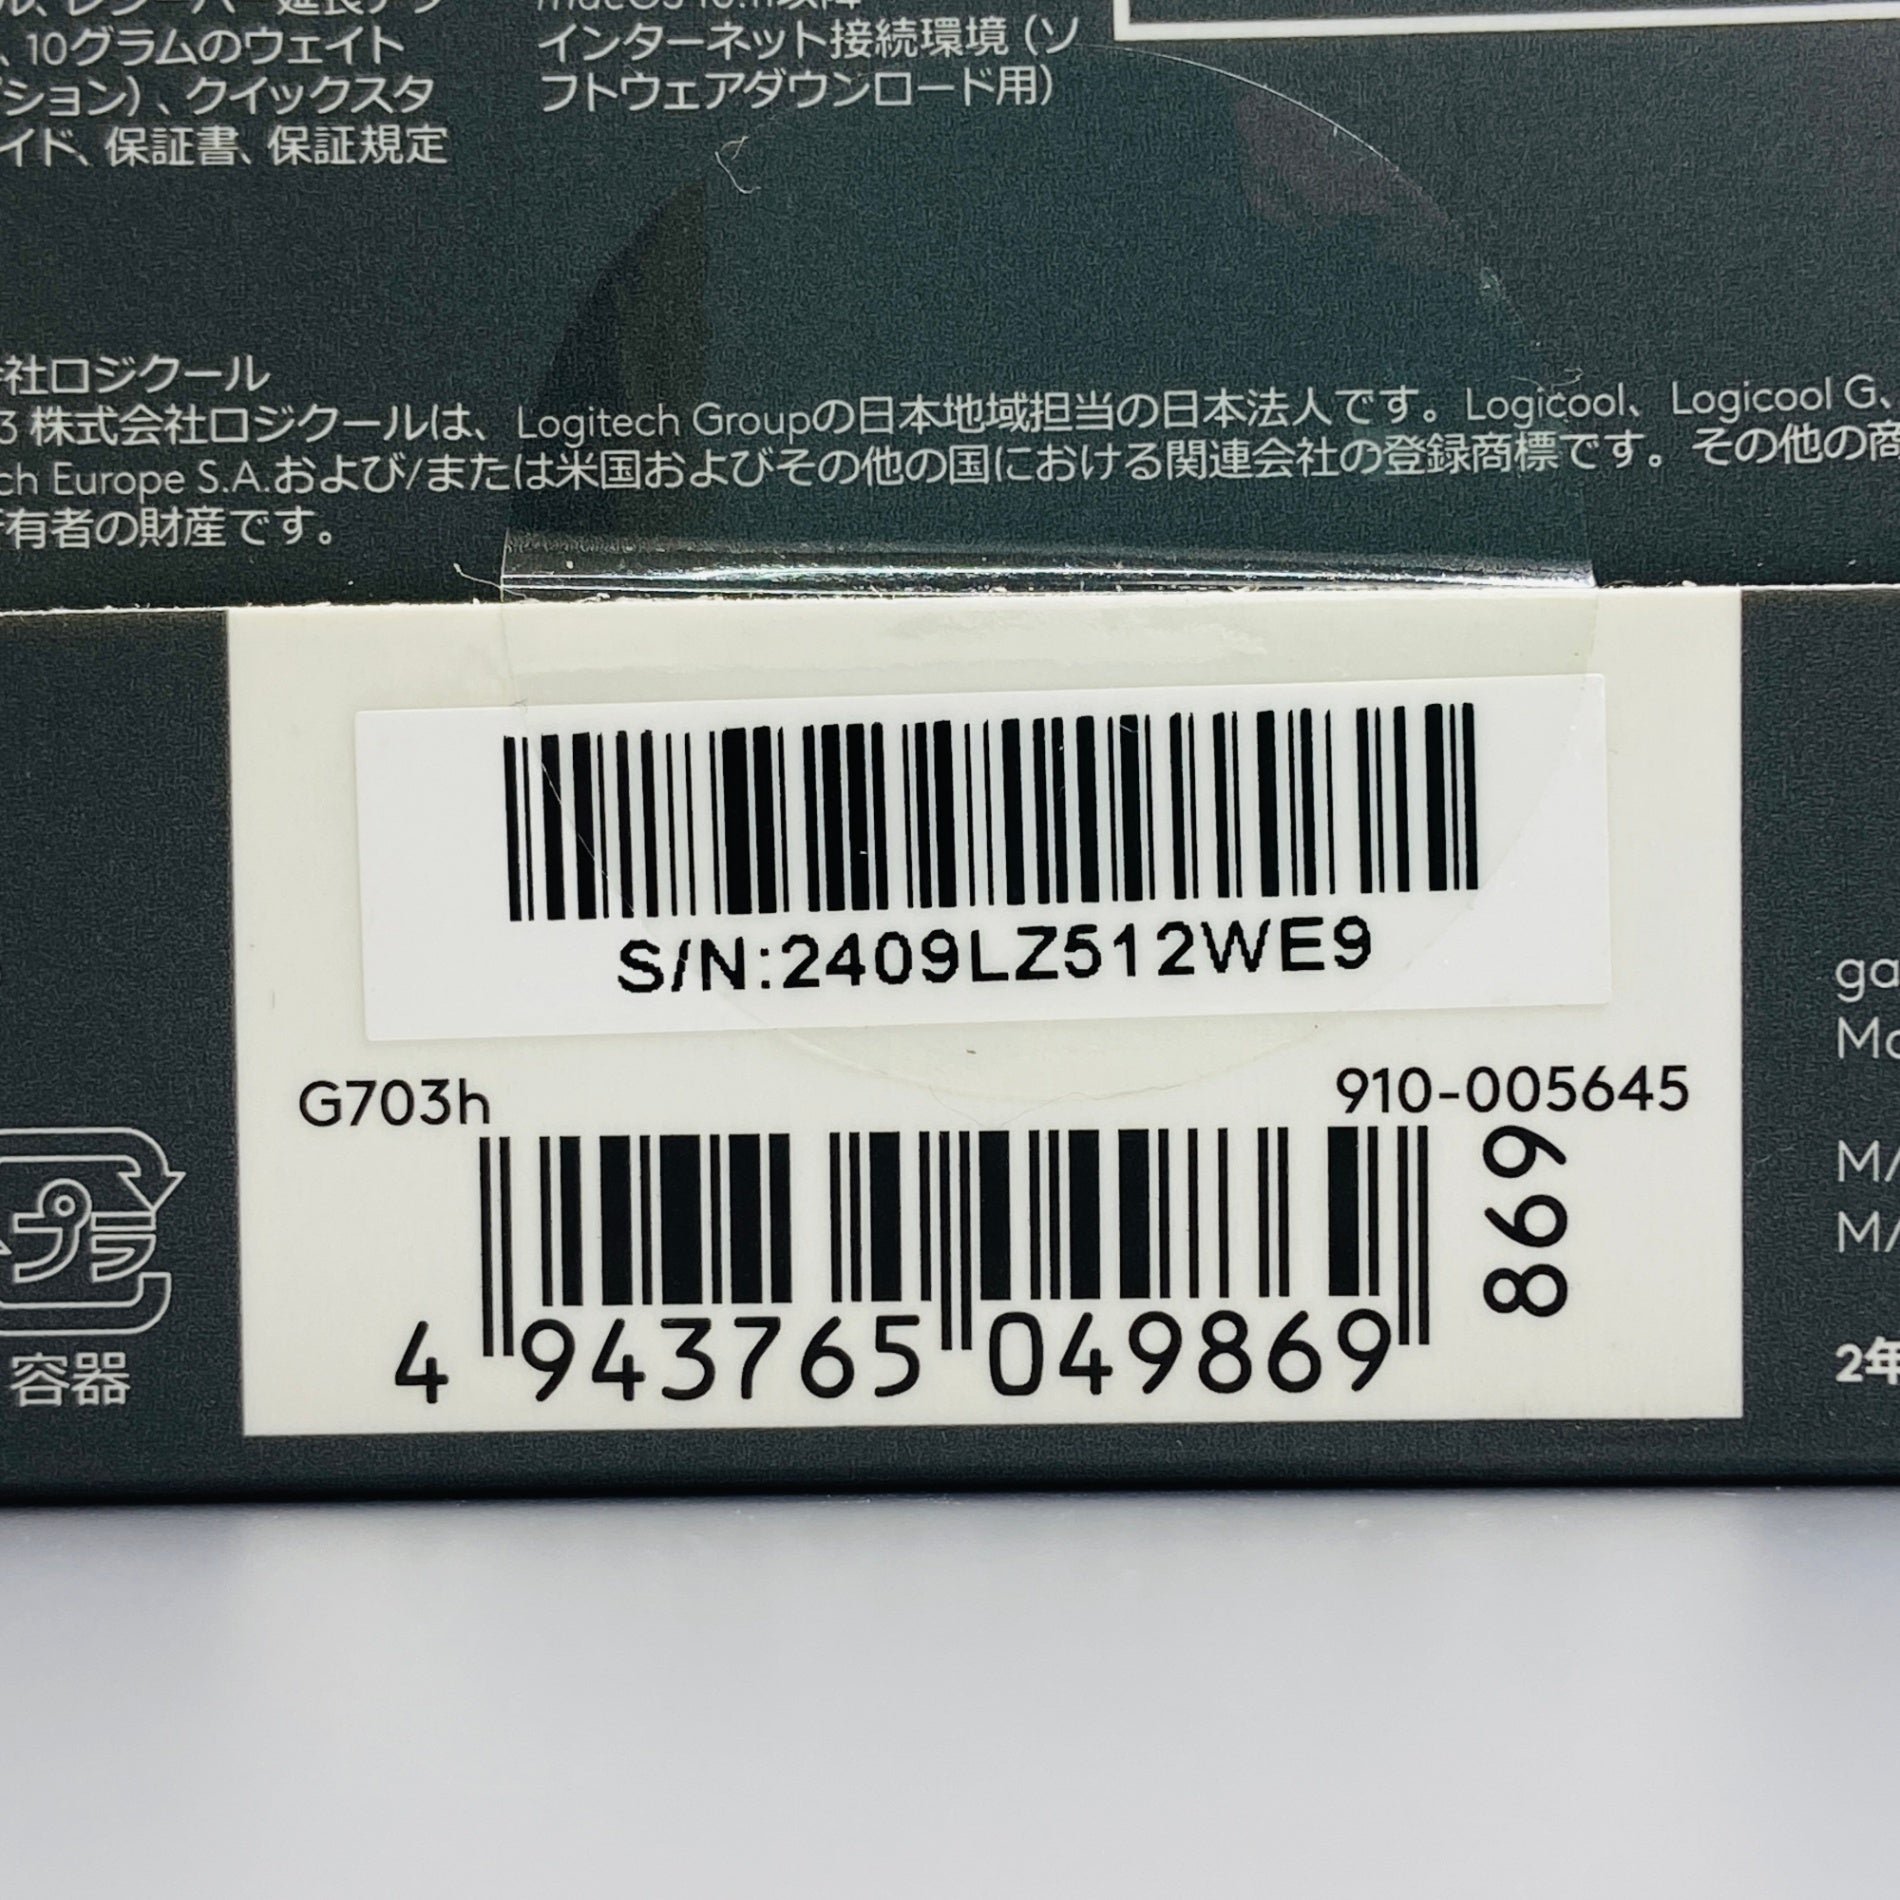 、10グラムのウェイト
ション)、クイックスタ
イド、保証書、保証規定
インターネット接続環境(ソ
フトウェアダウンロード用)
社ロジクール
3 株式会社ロジクールは、Logitech Groupの日本地域担当の日本法人です。Logicool、Logicool G、
ch Europe S.A.および/または米国およびその他の国における関連会社の登録商標です。その他の商
有者の財産です。
S/N:2409LZ512WE9
G703h
910-005645
4 943765 049869
869
プラ
容器
ga
M/
M/
2年